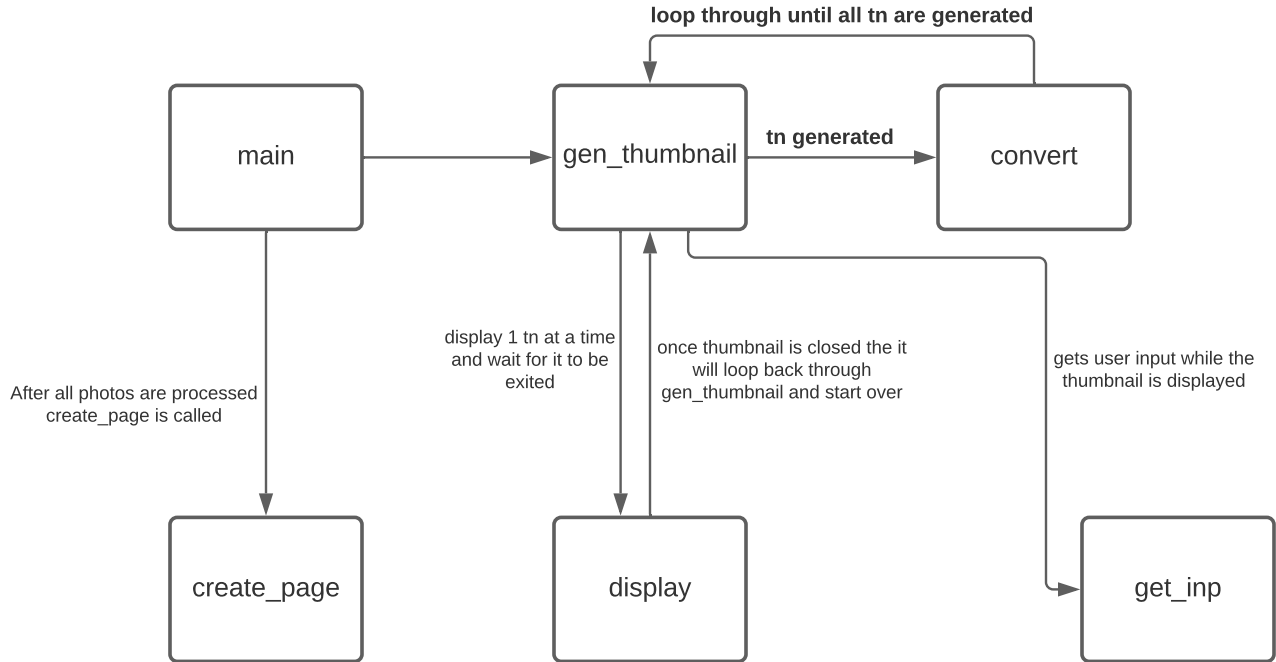 loop through until all tn are generated
main
gen_thumbnail
tn generated
convert
display 1 tn at a time
and wait for it to be
exited
once thumbnail is closed the it
will loop back through
gen_thumbnail and start over
gets user input while the
thumbnail is displayed
After all photos are processed
create_page is called
create_page
display
get_inp